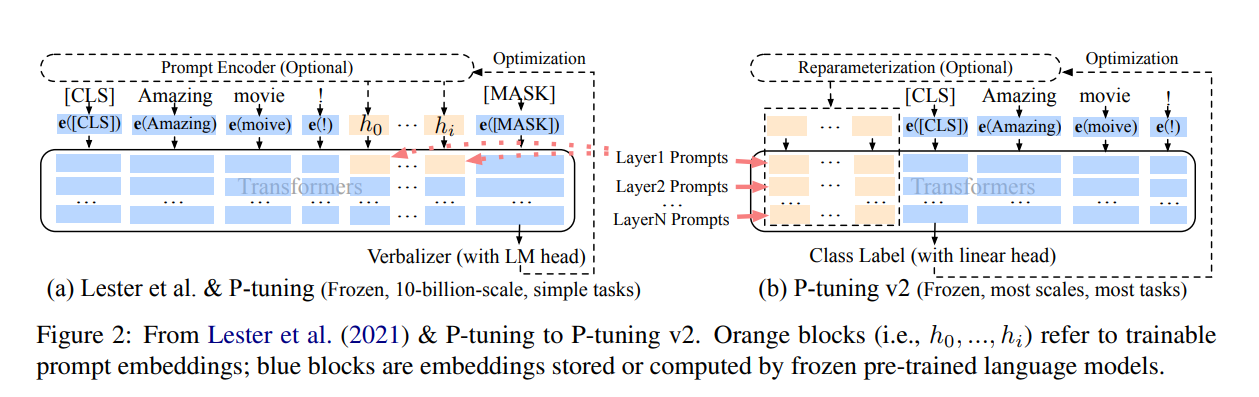 Prompt Encoder (Optional)
Optimization
[CLS] Amazing movie ! [MASK]
e([CLS]) e(Amazing) e(moive) e(!) h0 ... hi e([MASK])
Transformers
... ... ... ... ... ... ...
Verbalizer (with LM head)
(a) Lester et al. & P-tuning (Frozen, 10-billion-scale, simple tasks)
Layer1 Prompts
Layer2 Prompts
...
LayerN Prompts
Reparameterization (Optional)
Optimization
[CLS] Amazing movie !
... e([CLS]) e(Amazing) e(moive) e(!)
Transformers
... ... ... ... ... ... ...
Class Label (with linear head)
(b) P-tuning v2 (Frozen, most scales, most tasks)
Figure 2: From Lester et al. (2021) & P-tuning to P-tuning v2. Orange blocks (i.e., h0, ..., hi) refer to trainable
prompt embeddings; blue blocks are embeddings stored or computed by frozen pre-trained language models.